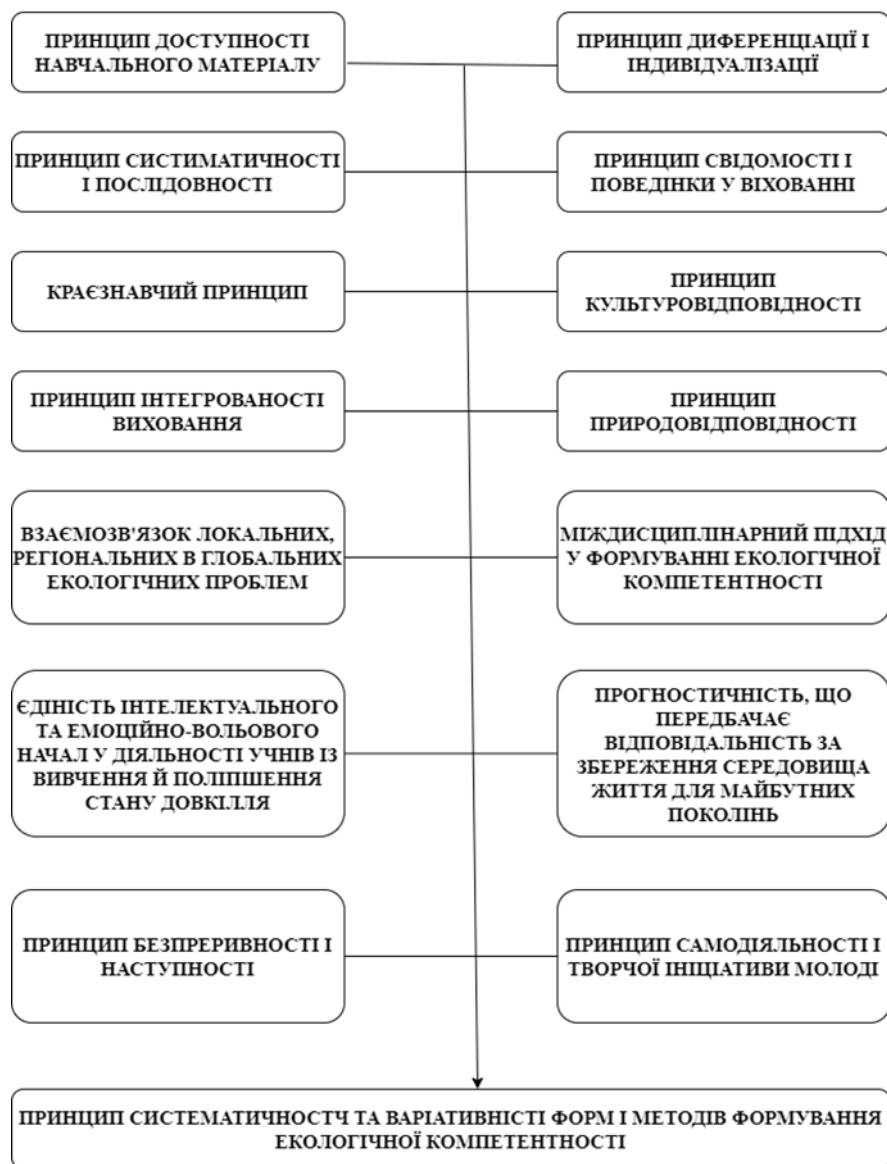 ПРИНЦИП ДОСТУПНОСТІ
НАВЧАЛЬНОГО МАТЕРІАЛУ
ПРИНЦИП ДИФЕРЕНЦІАЦІЇ І
ІНДИВІДУАЛІЗАЦІЇ
ПРИНЦИП СИСТИМАТИЧНОСТІ
І ПОСЛІДОВНОСТІ
ПРИНЦИП СВІДОМОСТІ І
ПОВЕДІНКИ У ВІХОВАННІ
КРАЄЗНАВЧИЙ ПРИНЦИП
ПРИНЦИП
КУЛЬТУРОВІДПОВІДНОСТІ
ПРИНЦИП ІНТЕГРОВАНОСТІ
ВИХОВАННЯ
ПРИНЦИП
ПРИРОДОВІДПОВІДНОСТІ
ВЗАЄМОЗВ'ЯЗОК ЛОКАЛЬНИХ,
РЕГІОНАЛЬНИХ В ГЛОБАЛЬНИХ
ЕКОЛОГІЧНИХ ПРОБЛЕМ
МІЖДИСЦИПЛІНАРНИЙ ПІДХІД
У ФОРМУВАННІ ЕКОЛОГІЧНОЇ
КОМПЕТЕНТНОСТІ
ЄДІНІСТЬ ІНТЕЛЕКТУАЛЬНОГО
ТА ЕМОЦІЙНО-ВОЛЬОВОГО
НАЧАЛ У ДІЯЛЬНОСТІ УЧНІВ ІЗ
ВИВЧЕННЯ Й ПОЛІПШЕННЯ
СТАНУ ДОВКІЛЛЯ
ПРОГНОСТИЧНІСТЬ, ЩО
ПЕРЕДБАЧАЄ
ВІДПОВІДАЛЬНІСТЬ ЗА
ЗБЕРЕЖЕННЯ СЕРЕДОВИЩА
ЖИТТЯ ДЛЯ МАЙБУТНИХ
ПОКОЛІНЬ
ПРИНЦИП БЕЗПРЕРИВНОСТІ І
НАСТУПНОСТІ
ПРИНЦИП САМОДІЯЛЬНОСТІ І
ТВОРЧОЇ ІНІЦІАТИВИ МОЛОДІ
ПРИНЦИП СИСТЕМАТИЧНОСТЧ ТА ВАРІАТИВНІСТІ ФОРМ І МЕТОДІВ ФОРМУВАННЯ
ЕКОЛОГІЧНОЇ КОМПЕТЕНТНОСТІ